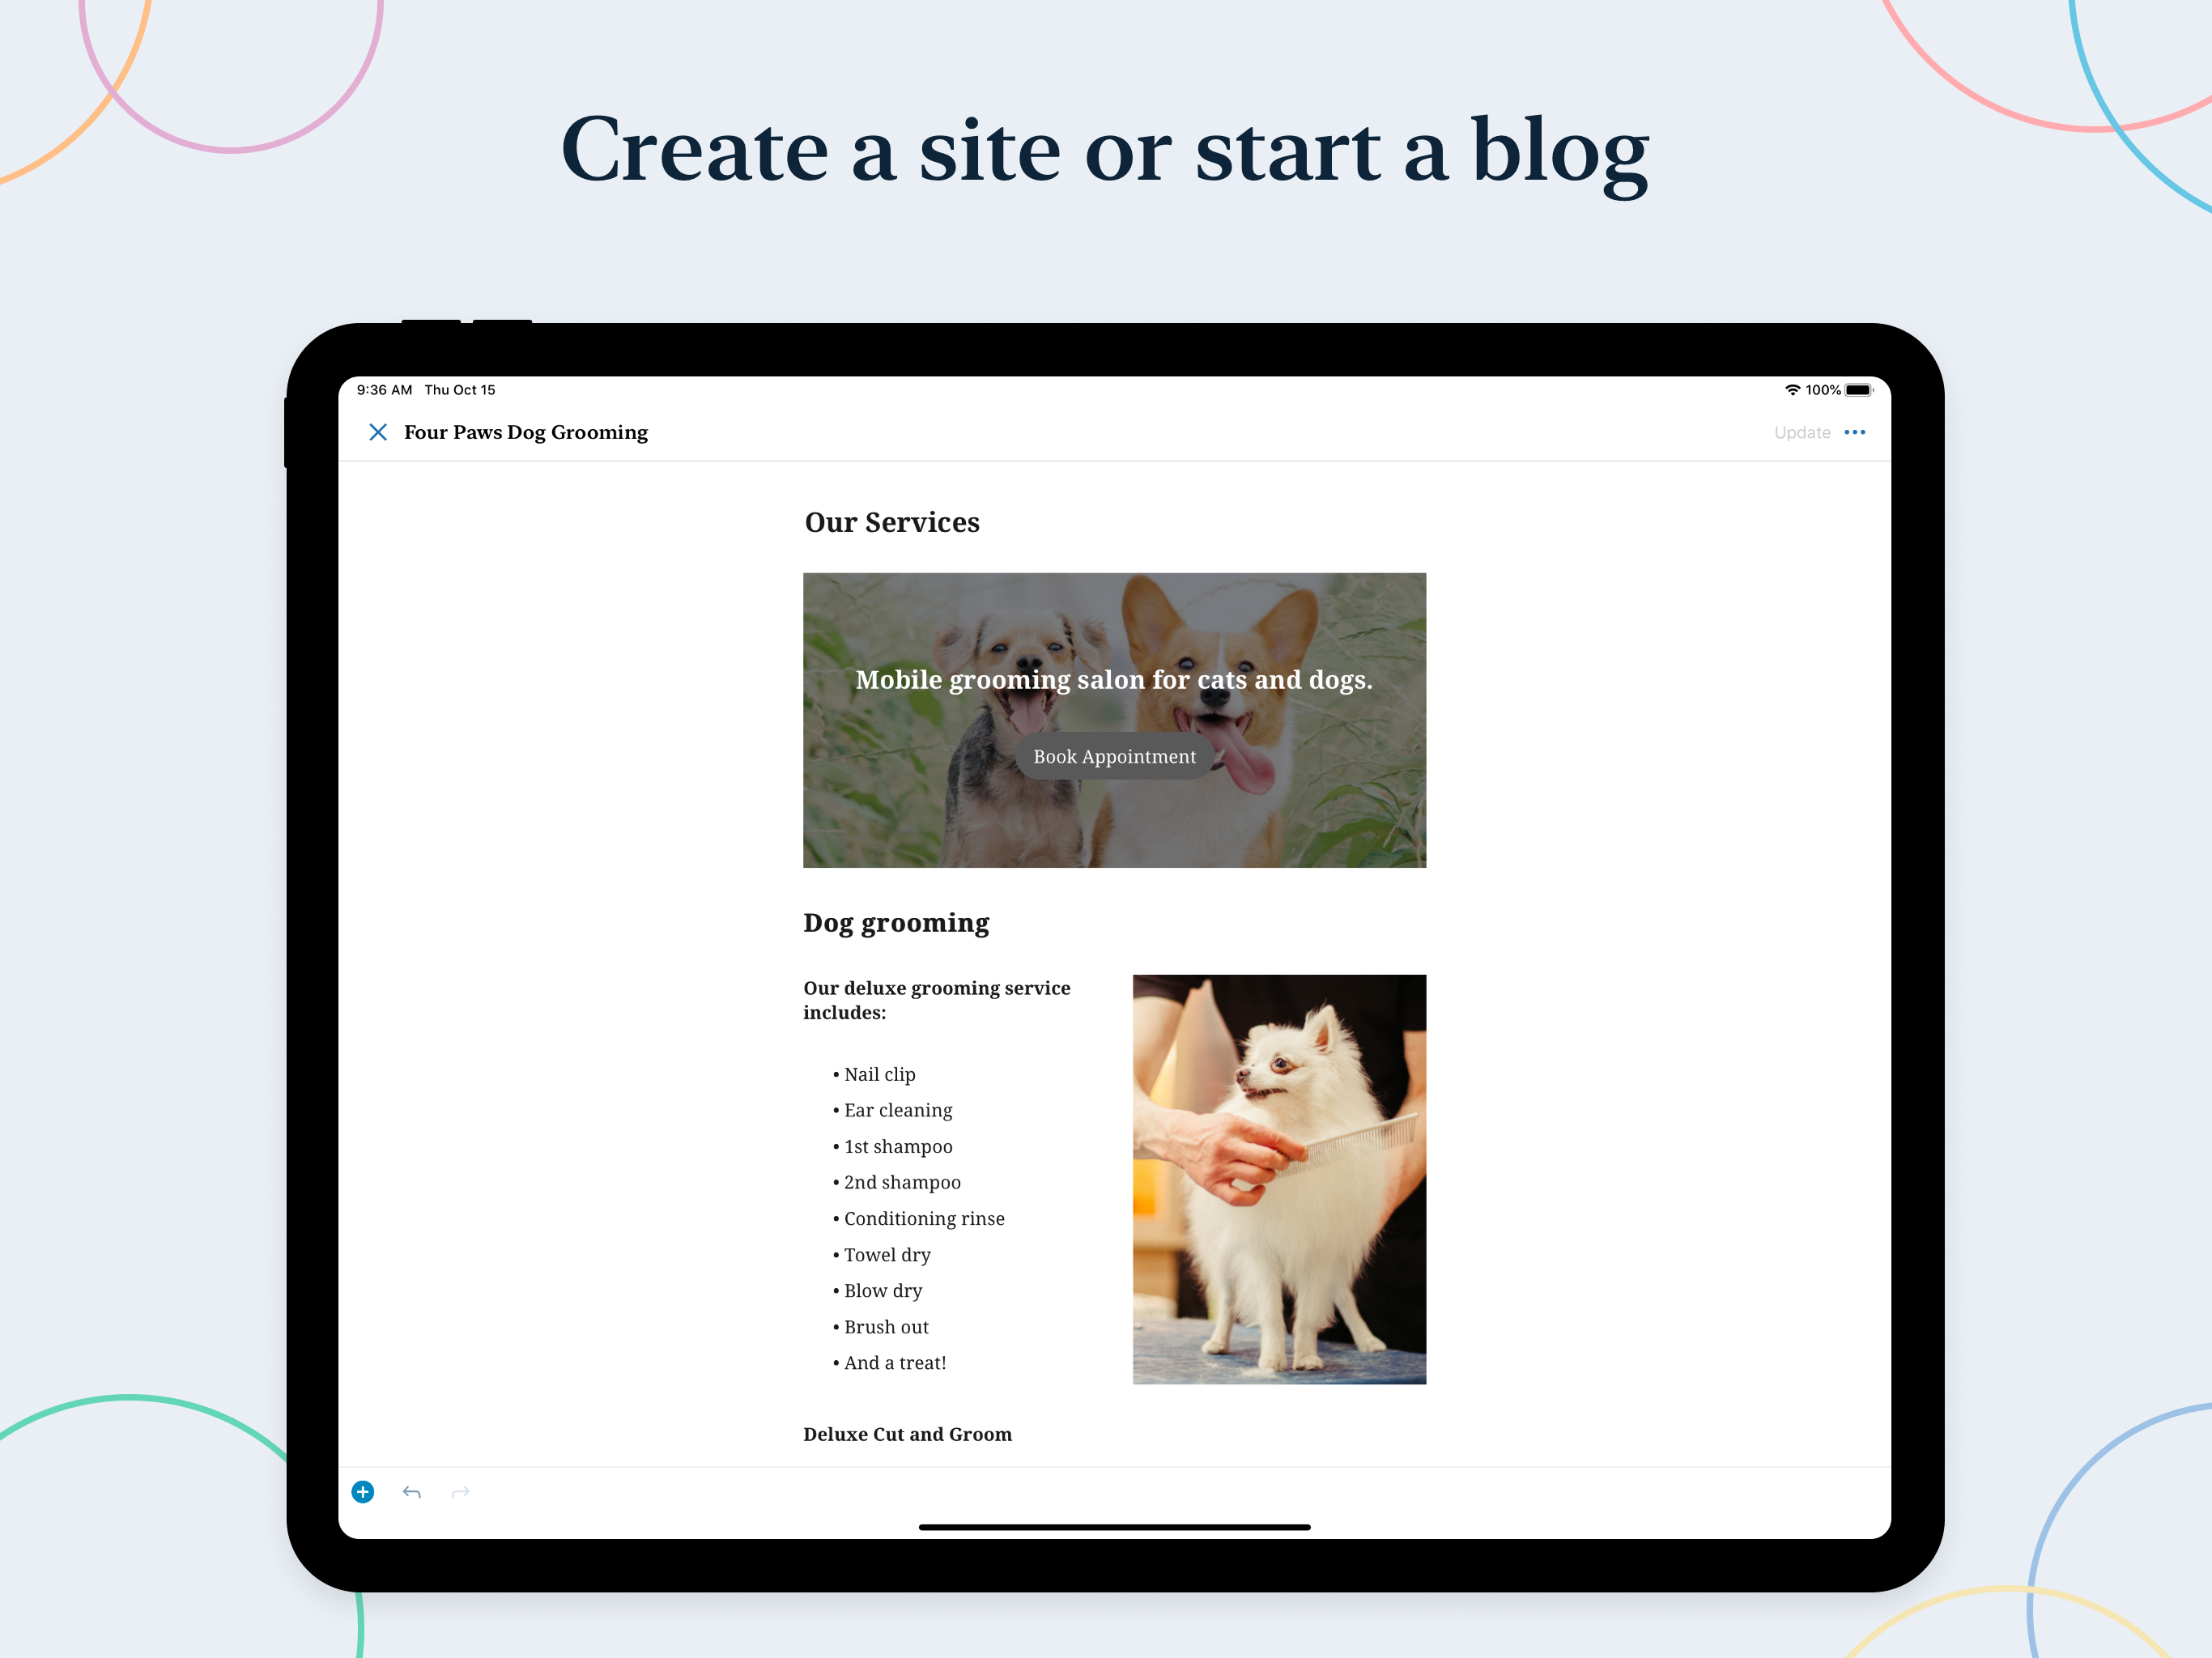 Create a site or start a blog
9:36 AM Thu Oct 15
100%
Four Paws Dog Grooming
Update
Our Services
Mobile grooming salon for cats and dogs.
Book Appointment
Dog grooming
Our deluxe grooming service
includes:
• Nail clip
• Ear cleaning
• 1st shampoo
• 2nd shampoo
• Conditioning rinse
• Towel dry
• Blow dry
• Brush out
• And a treat!
Deluxe Cut and Groom